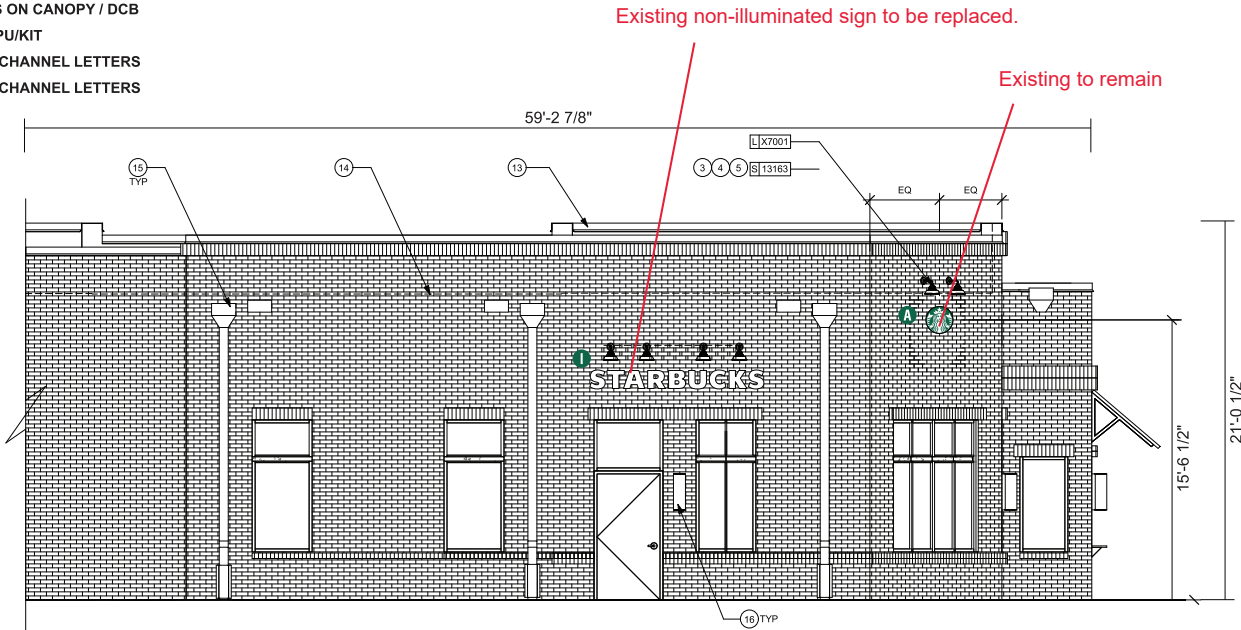 S ON CANOPY / DCB
PU/KIT
CHANNEL LETTERS
CHANNEL LETTERS
Existing non-illuminated sign to be replaced.
Existing to remain
59'-2 7/8"
L X7001
15
TYP
14
13
3 4 5 S 13163
EQ EQ
A
I
STARBUCKS
15'-6 1/2"
21'-0 1/2"
16 TYP